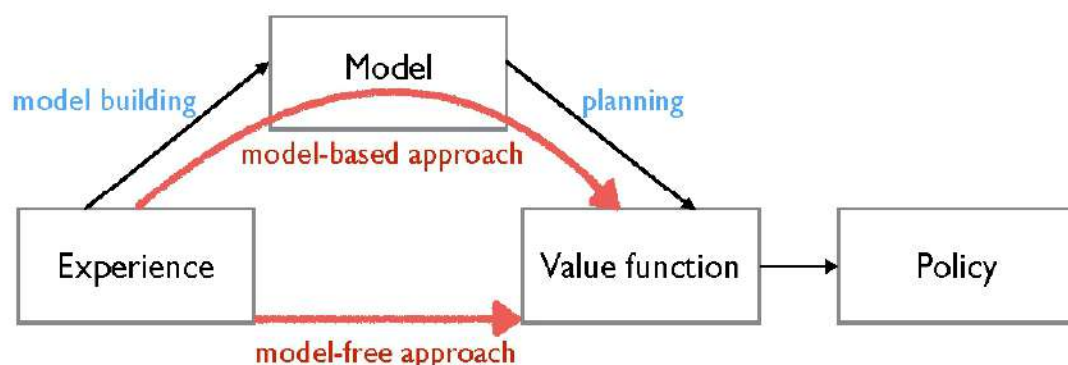 Model
model building
planning
model-based approach
Experience
Value function
Policy
model-free approach